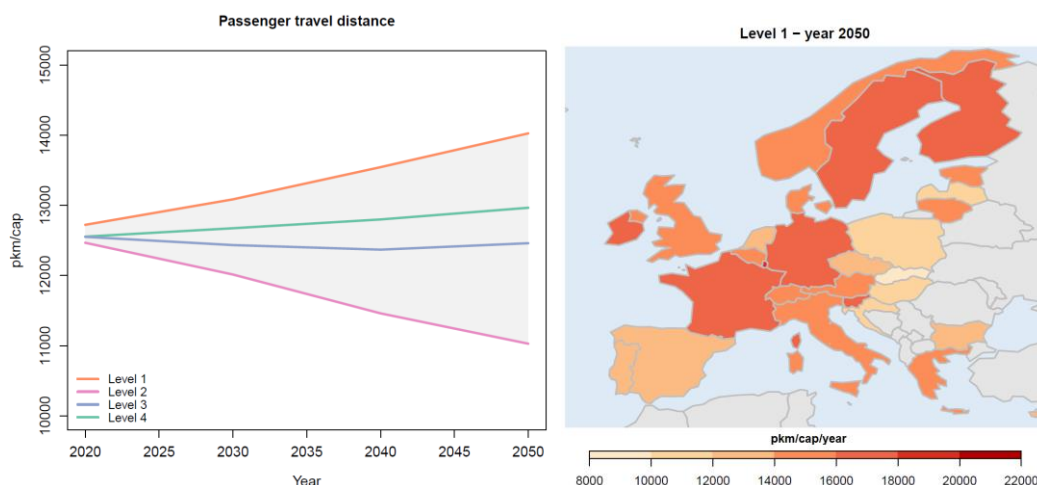 Passenger travel distance
pkm/cap
15000
14000
13000
12000
11000
10000
Level 1
Level 2
Level 3
Level 4
2020 2025 2030 2035 2040 2045 2050
Year
Level 1 − year 2050
pkm/cap/year
8000 10000 12000 14000 16000 18000 20000 22000